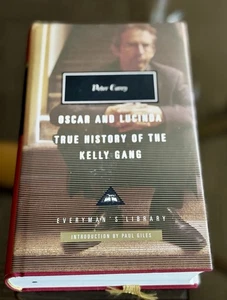 Peter Carey
OSCAR AND LUCINDA
TRUE HISTORY OF THE
KELLY GANG
EVERYMAN'S LIBRARY
INTRODUCTION BY PAUL GILES